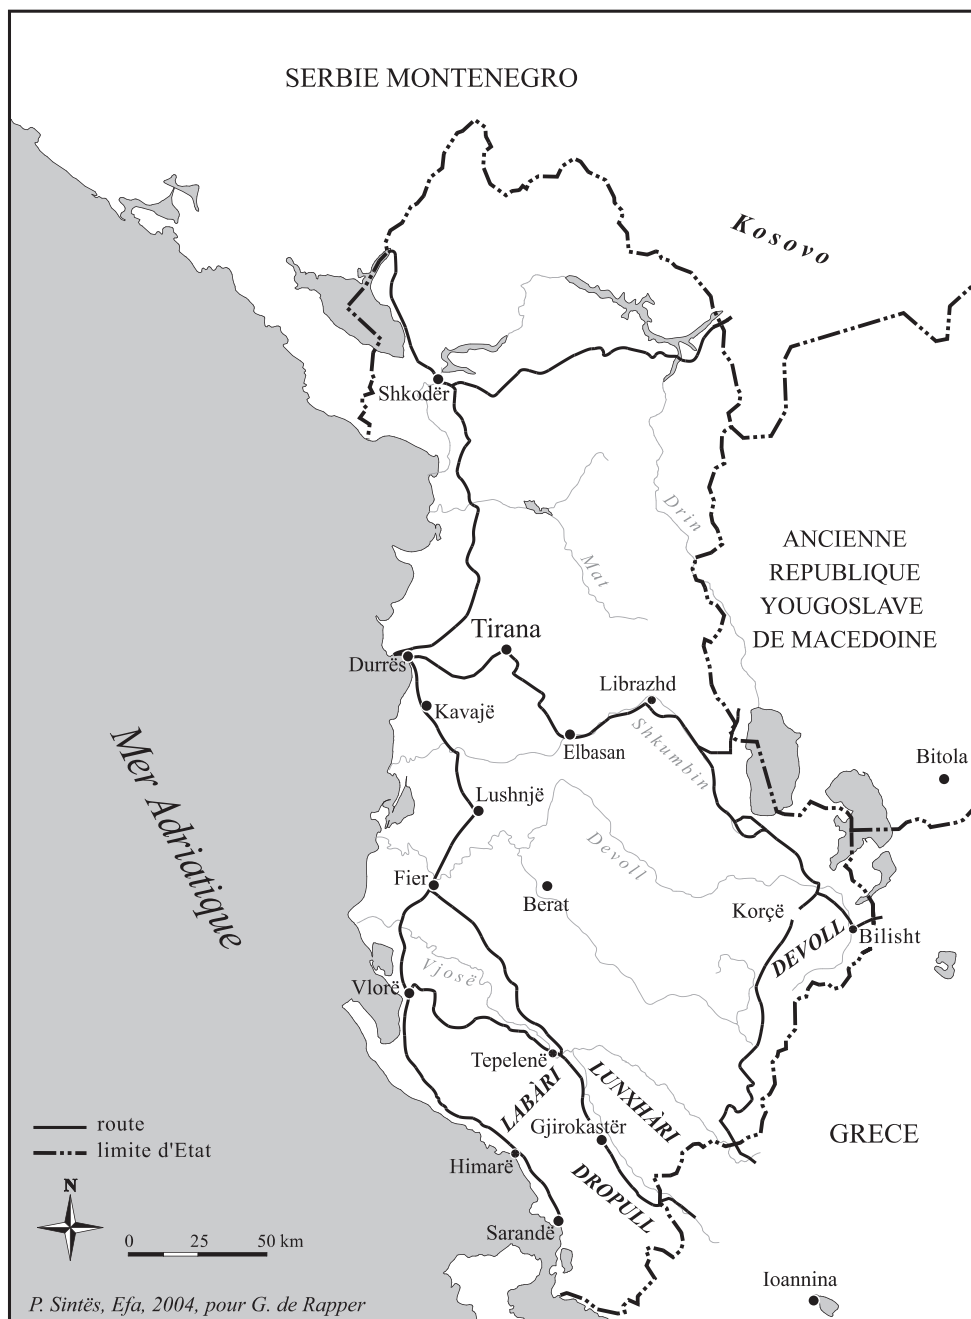 SERBIE MONTENEGRO
Kosovo
Shkodër
Drin
Mat
ANCIENNE
REPUBLIQUE
YOUGOSLAVE
DE MACEDOINE
Tirana
Durrës
Librazhd
Kavajë
Shkumbin
Elbasan
Mer Adriatique
Bitola
Lushnjë
Devoll
Fier
Berat
Korçë
DEVOLL
Bilisht
Vjosë
Vlorë
Tepelenë
LABÀRI
LUNXHÀRI
route
Gjirokastër
GRECE
limite d'Etat
Himarë
DROPULL
N
Sarandë
0 25 50 km
Ioannina
P. Sintës, Efa, 2004, pour G. de Rapper